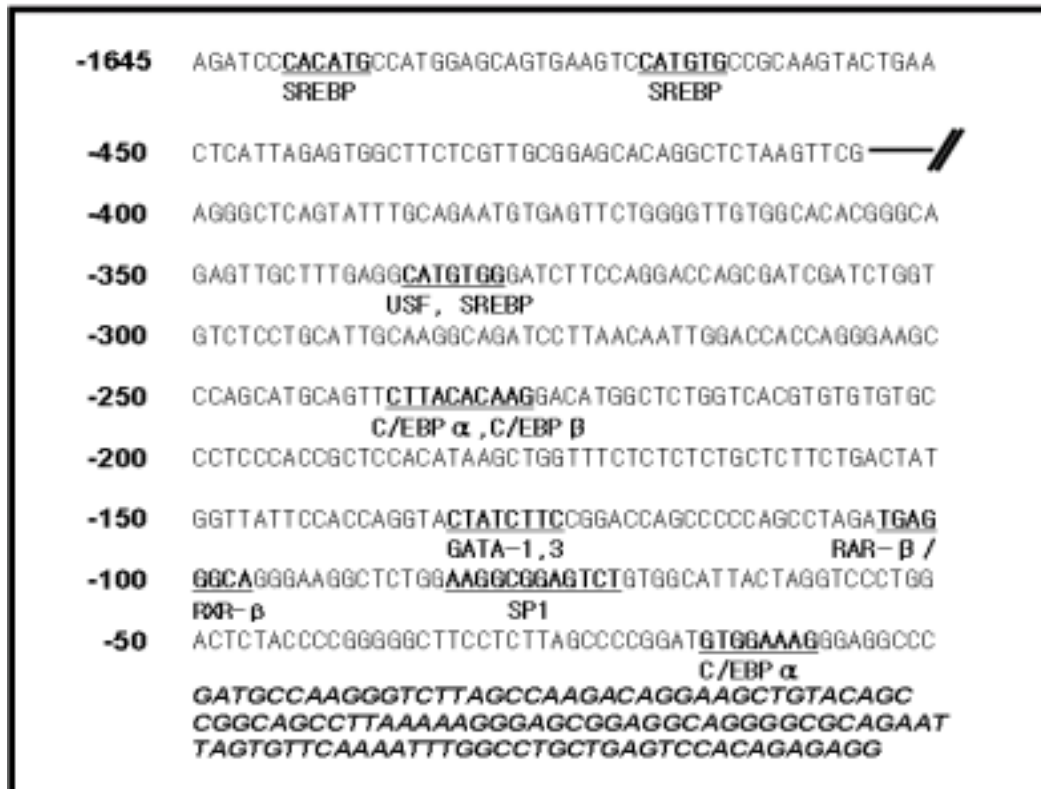 -1645 AGATCCCACATGCCATGGAGCAGTGAAGTCCATGTGCCGCAAGTACTGAA
SREBP SREBP
-450 CTCATTAGAGTGGCTTCTCGTTGCGGAGCACAGGCTCTAAGTTCG
-400 AGGGCTCAGTATTTGCAGAATGTGAGTTCTGGGGTTGTGGCACACGGGCA
-350 GAGTTGCTTTGAGGCATGTGGGATCTTCCAGGACCAGCGATCGATCTGGT
USF, SREBP
-300 GTCTCCTGCATTGCAAGGCAGATCCTTAACAATTGGACCACCAGGGAAGC
-250 CCAGCATGCAGTTCTTACACAAGGACATGGCTCTGGTCACGTGTGTGTGC
C/EBP α ,C/EBP β
-200 CCTCCCACCGCTCCACATAAGCTGGTTTCTCTCTCTGCTCTTCTGACTAT
-150 GGTTATTCCACCAGGTACTATCTTCCGGACCAGCCCCCAGCCTAGATGAG
GATA-1,3 RAR-β /
-100 GGCAGGGAAGGCTCTGGAAGGCGGAGTCTGTGGCATTACTAGGTCCCTGG
RXR-β SP1
-50 ACTCTACCCCGGGGGCTTCCTCTTAGCCCCGGATGTGGAAAGGGAGGCCC
C/EBP α
GATGCCAAGGGTCTTAGCCAAGACAGGAAGCTGTACAGC
CGGCAGCCTTAAAAAGGGAGCGGAGGCAGGGGCGCAGAAT
TAGTGTTCAAAATTTGGCCTGCTGAGTCCACAGAGAGG